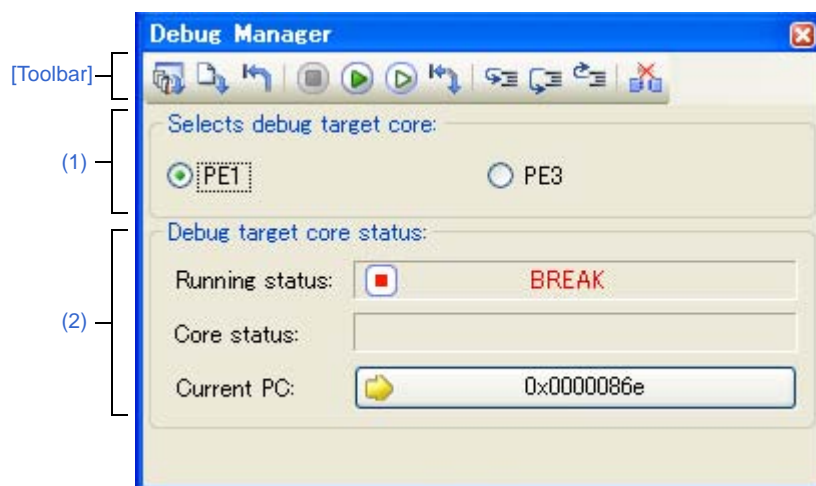 Debug Manager
[Toolbar]
Selects debug target core:
(1)
PE1 PE3
Debug target core status:
Running status: BREAK
(2)
Core status:
Current PC: 0x0000086e